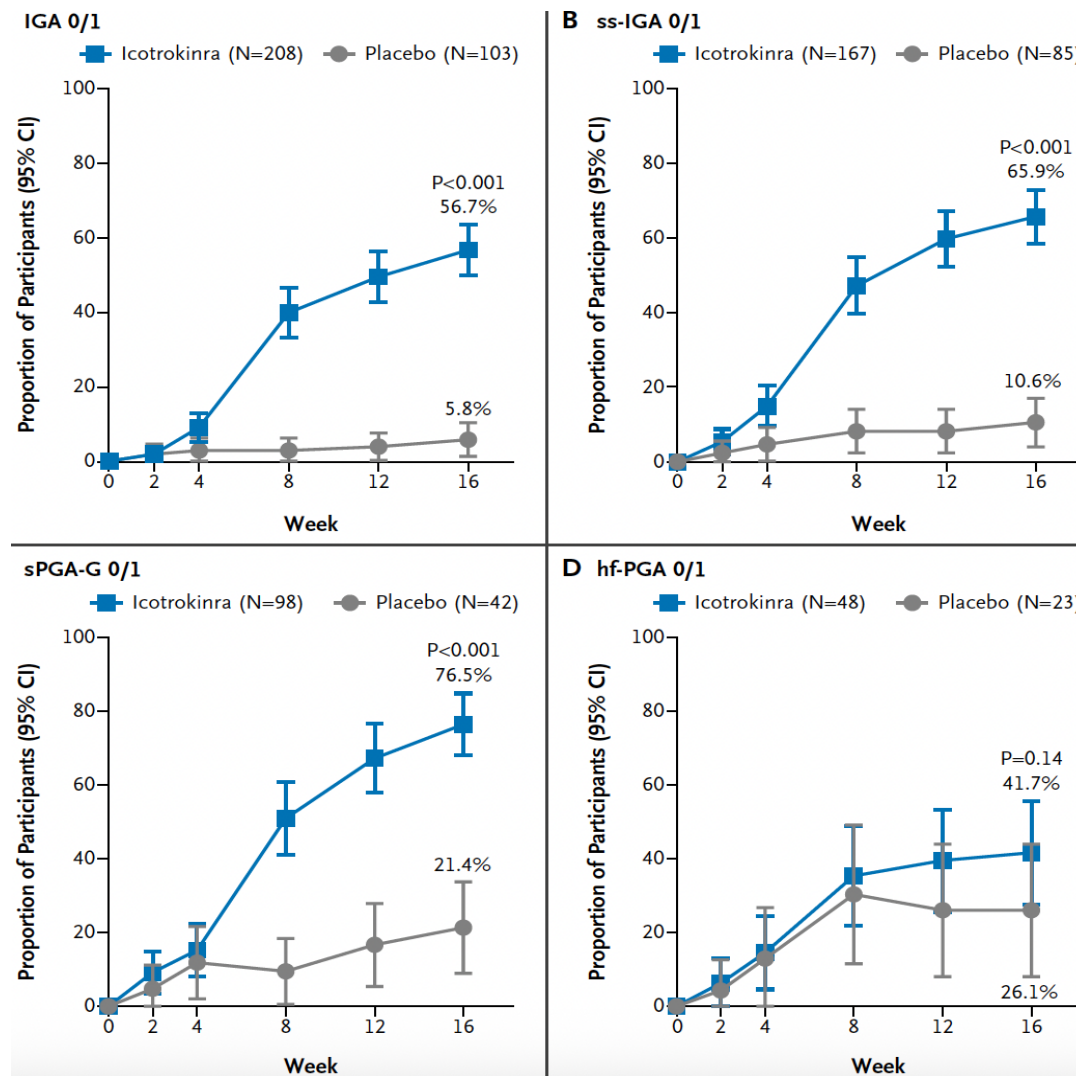 IGA 0/1
Icotrokinra (N=208) Placebo (N=103)
Proportion of Participants (95% CI)
100
80
60
40
20
0
P<0.001
56.7%
5.8%
0 2 4 8 12 16
Week
B ss-IGA 0/1
Icotrokinra (N=167) Placebo (N=85)
Proportion of Participants (95% CI)
100
80
60
40
20
0
P<0.001
65.9%
10.6%
0 2 4 8 12 16
Week
sPGA-G 0/1
Icotrokinra (N=98) Placebo (N=42)
Proportion of Participants (95% CI)
100
80
60
40
20
0
P<0.001
76.5%
21.4%
0 2 4 8 12 16
Week
D hf-PGA 0/1
Icotrokinra (N=48) Placebo (N=23)
Proportion of Participants (95% CI)
100
80
60
40
20
0
P=0.14
41.7%
26.1%
0 2 4 8 12 16
Week